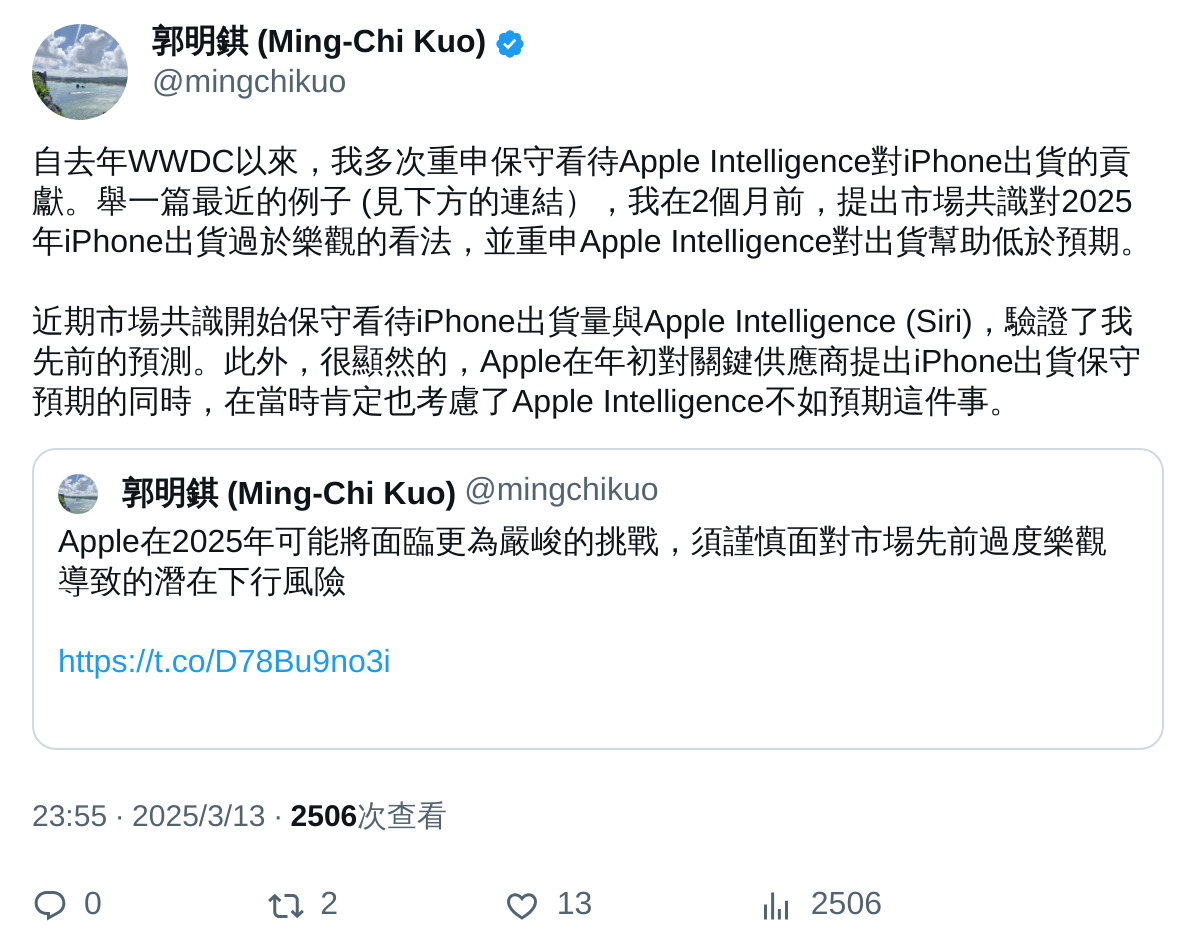 郭明錤 (Ming-Chi Kuo)
@mingchikuo
自去年WWDC以來，我多次重申保守看待Apple Intelligence對iPhone出貨的貢
獻。舉一篇最近的例子 (見下方的連結），我在2個月前，提出市場共識對2025
年iPhone出貨過於樂觀的看法，並重申Apple Intelligence對出貨幫助低於預期。
近期市場共識開始保守看待iPhone出貨量與Apple Intelligence (Siri)，驗證了我
先前的預測。此外，很顯然的，Apple在年初對關鍵供應商提出iPhone出貨保守
預期的同時，在當時肯定也考慮了Apple Intelligence不如預期這件事。
郭明錤 (Ming-Chi Kuo) @mingchikuo
Apple在2025年可能將面臨更為嚴峻的挑戰，須謹慎面對市場先前過度樂觀
導致的潛在下行風險
https://t.co/D78Bu9no3i
23:55 · 2025/3/13 · 2506次查看
0 2 13 2506